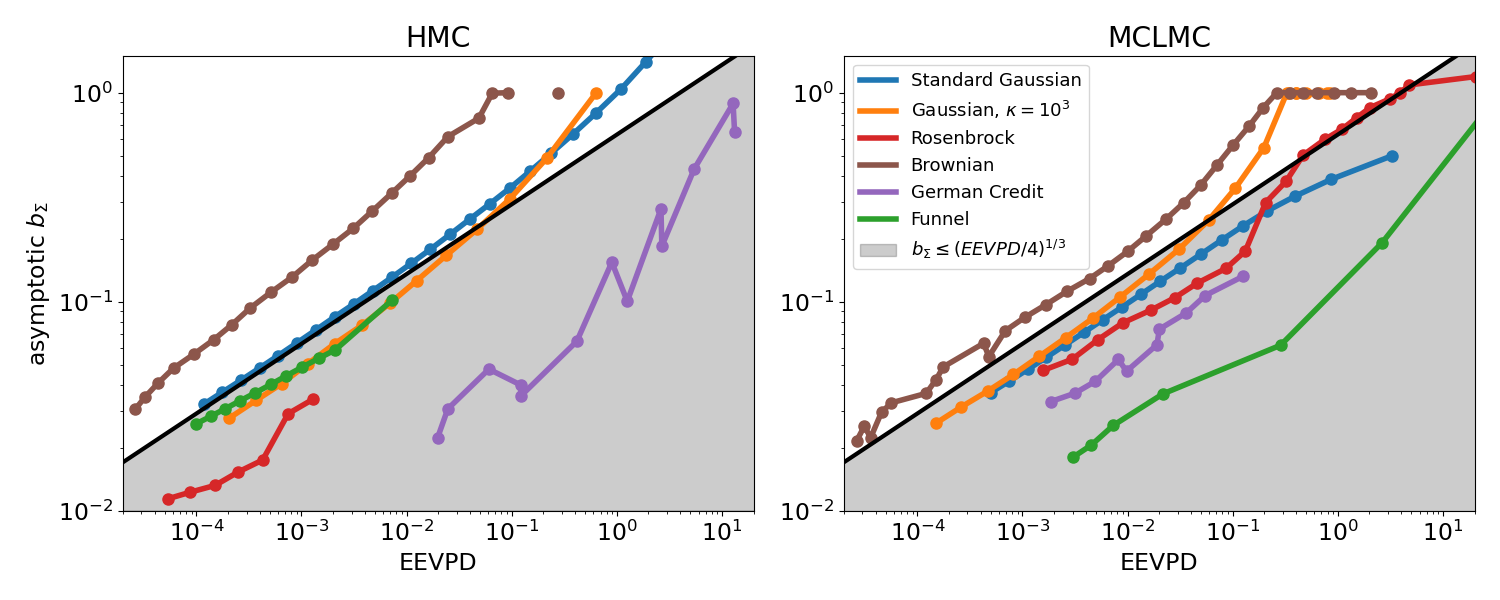 HMC
asymptotic b_Σ
10^0
10^-1
10^-2
10^-4 10^-3 10^-2 10^-1 10^0 10^1
EEVPD
MCLMC
Standard Gaussian
Gaussian, κ = 10^3
Rosenbrock
Brownian
German Credit
Funnel
b_Σ ≤ (EEVPD/4)^1/3
10^0
10^-1
10^-2
10^-4 10^-3 10^-2 10^-1 10^0 10^1
EEVPD